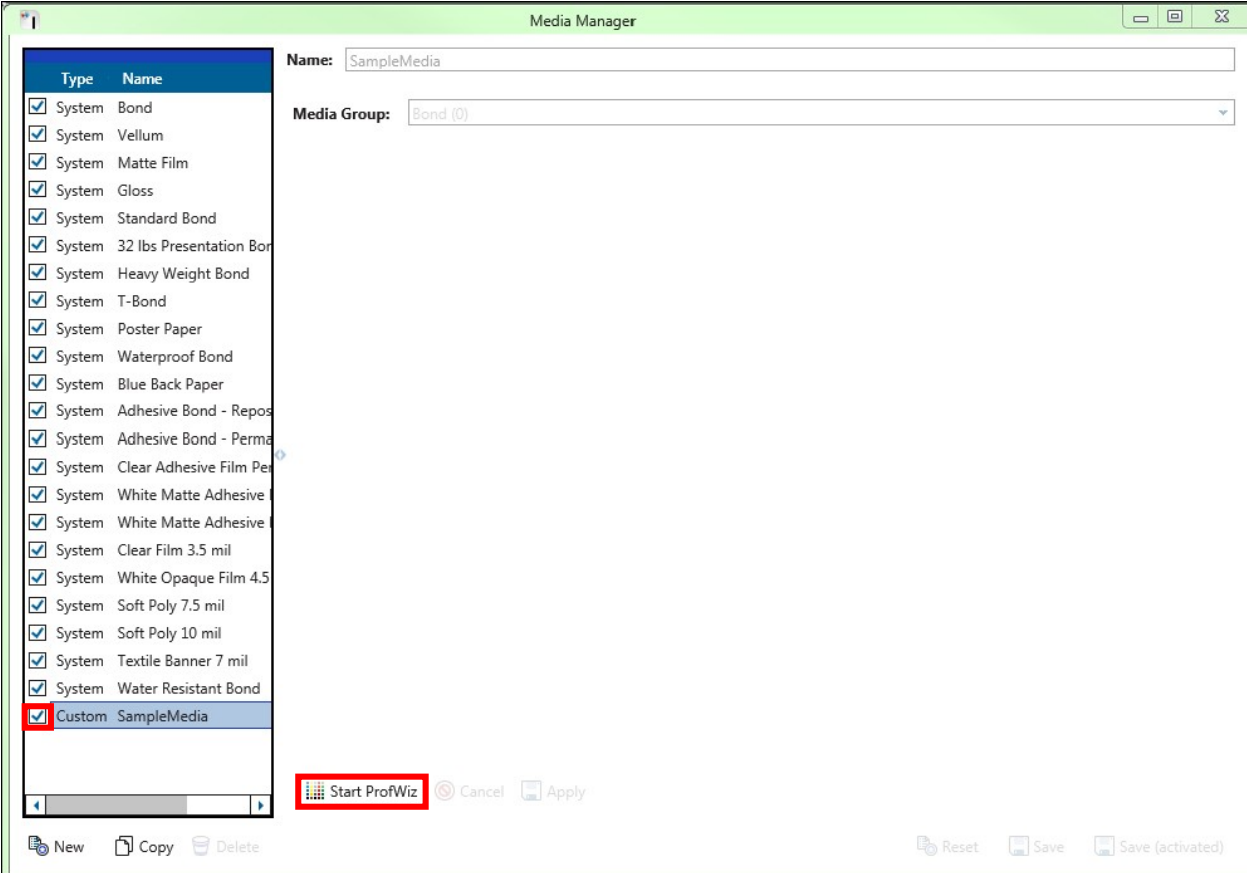 Media Manager
Name: SampleMedia
Type Name
Media Group: Bond (0)
System Bond
System Vellum
System Matte Film
System Gloss
System Standard Bond
System 32 lbs Presentation Bor
System Heavy Weight Bond
System T-Bond
System Poster Paper
System Waterproof Bond
System Blue Back Paper
System Adhesive Bond - Repos
System Adhesive Bond - Perma
System Clear Adhesive Film Per
System White Matte Adhesive
System White Matte Adhesive
System Clear Film 3.5 mil
System White Opaque Film 4.5
System Soft Poly 7.5 mil
System Soft Poly 10 mil
System Textile Banner 7 mil
System Water Resistant Bond
Custom SampleMedia
Start ProfWiz Cancel Apply
New Copy Delete Reset Save Save (activated)